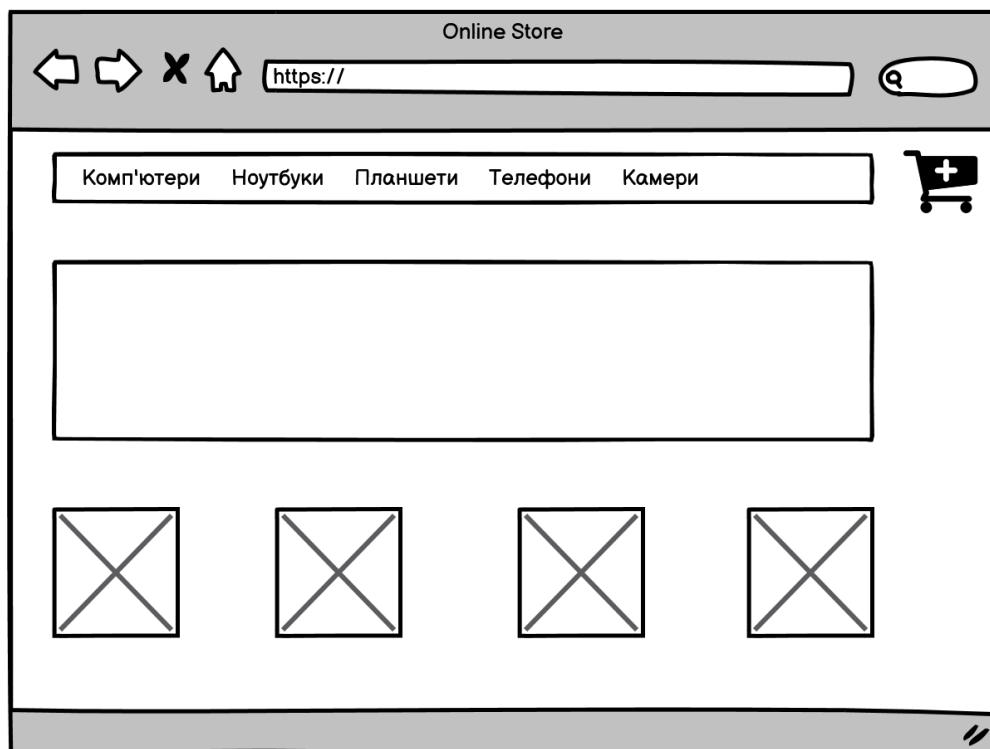 Online Store
https://
Комп'ютери Ноутбуки Планшети Телефони Камери